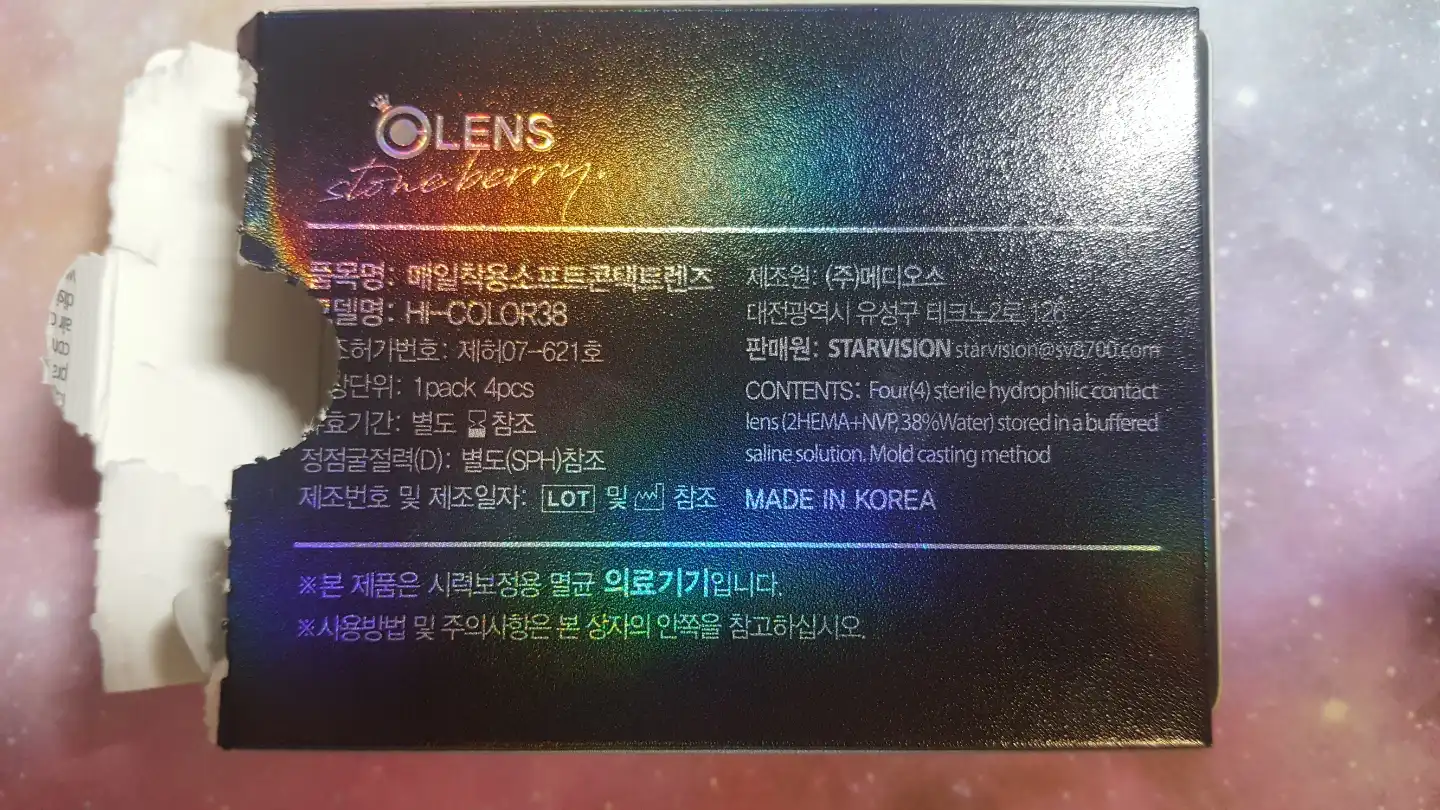 OLENS
stoneberry.
품목명: 매일착용소프트콘택트렌즈
모델명: HI-COLOR38
조허가번호: 제허07-621호
장단위: 1pack 4pcs
효기간: 별도 참조
정점굴절력(D): 별도(SPH)참조
제조번호 및 제조일자: LOT 및 참조
제조원: (주)메디오스
대전광역시 유성구 테크노2로 126
판매원: STARVISION starvision@sv8700.com
CONTENTS: Four(4) sterile hydrophilic contact
lens (2HEMA+NVP, 38%Water) stored in a buffered
saline solution. Mold casting method
MADE IN KOREA
※본 제품은 시력보정용 멸균 의료기기입니다.
※사용방법 및 주의사항은 본 상자의 안쪽을 참고하십시오.